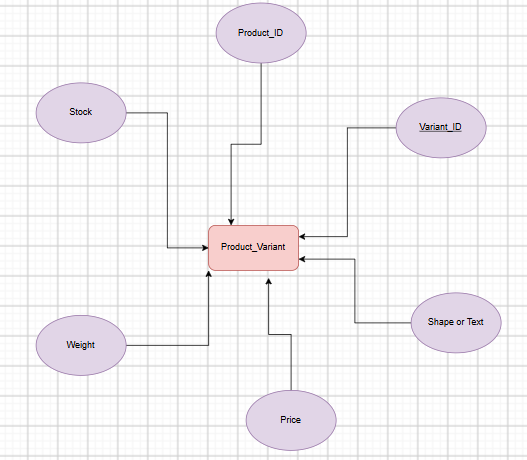 Product_ID
Stock
Variant_ID
Product_Variant
Shape or Text
Weight
Price